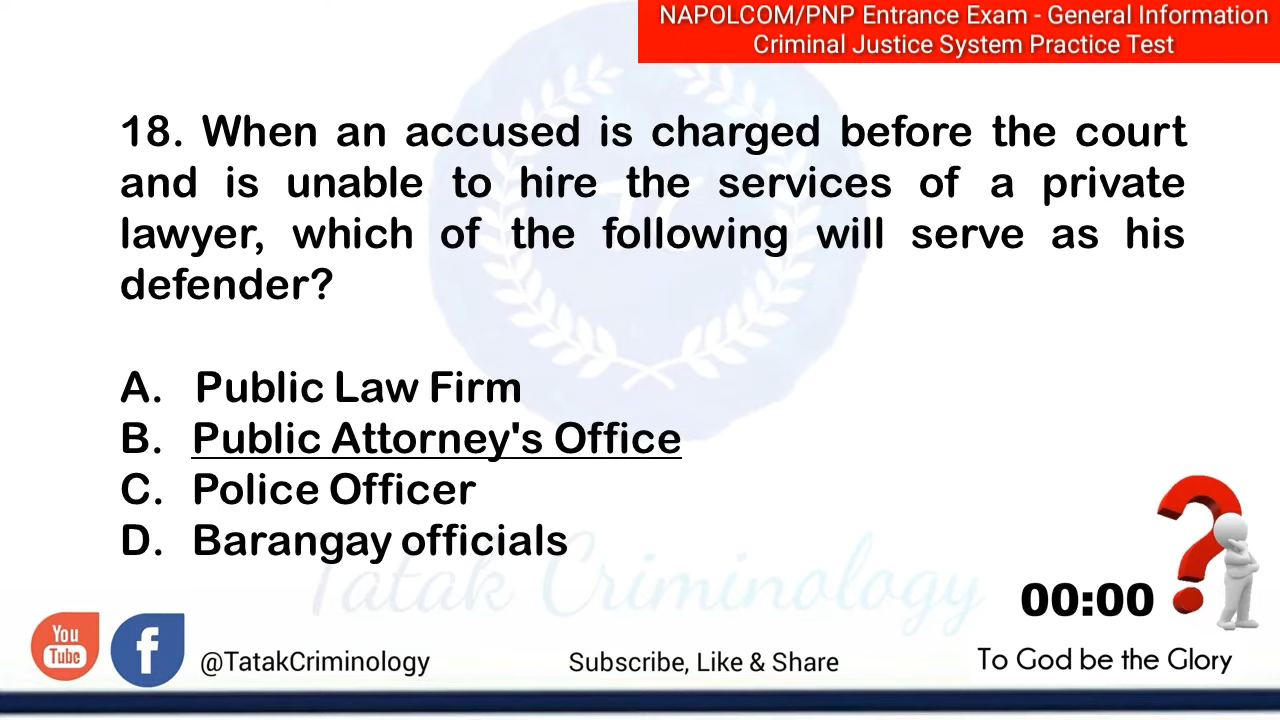 NAPOLCOM/PNP Entrance Exam - General Information
Criminal Justice System Practice Test
18. When an accused is charged before the court
and is unable to hire the services of a private
lawyer, which of the following will serve as his
defender?
A. Public Law Firm
B. Public Attorney's Office
C. Police Officer
D. Barangay officials
Tatak Criminology
00:00
You
Tube
f
@TatakCriminology
Subscribe, Like & Share
To God be the Glory